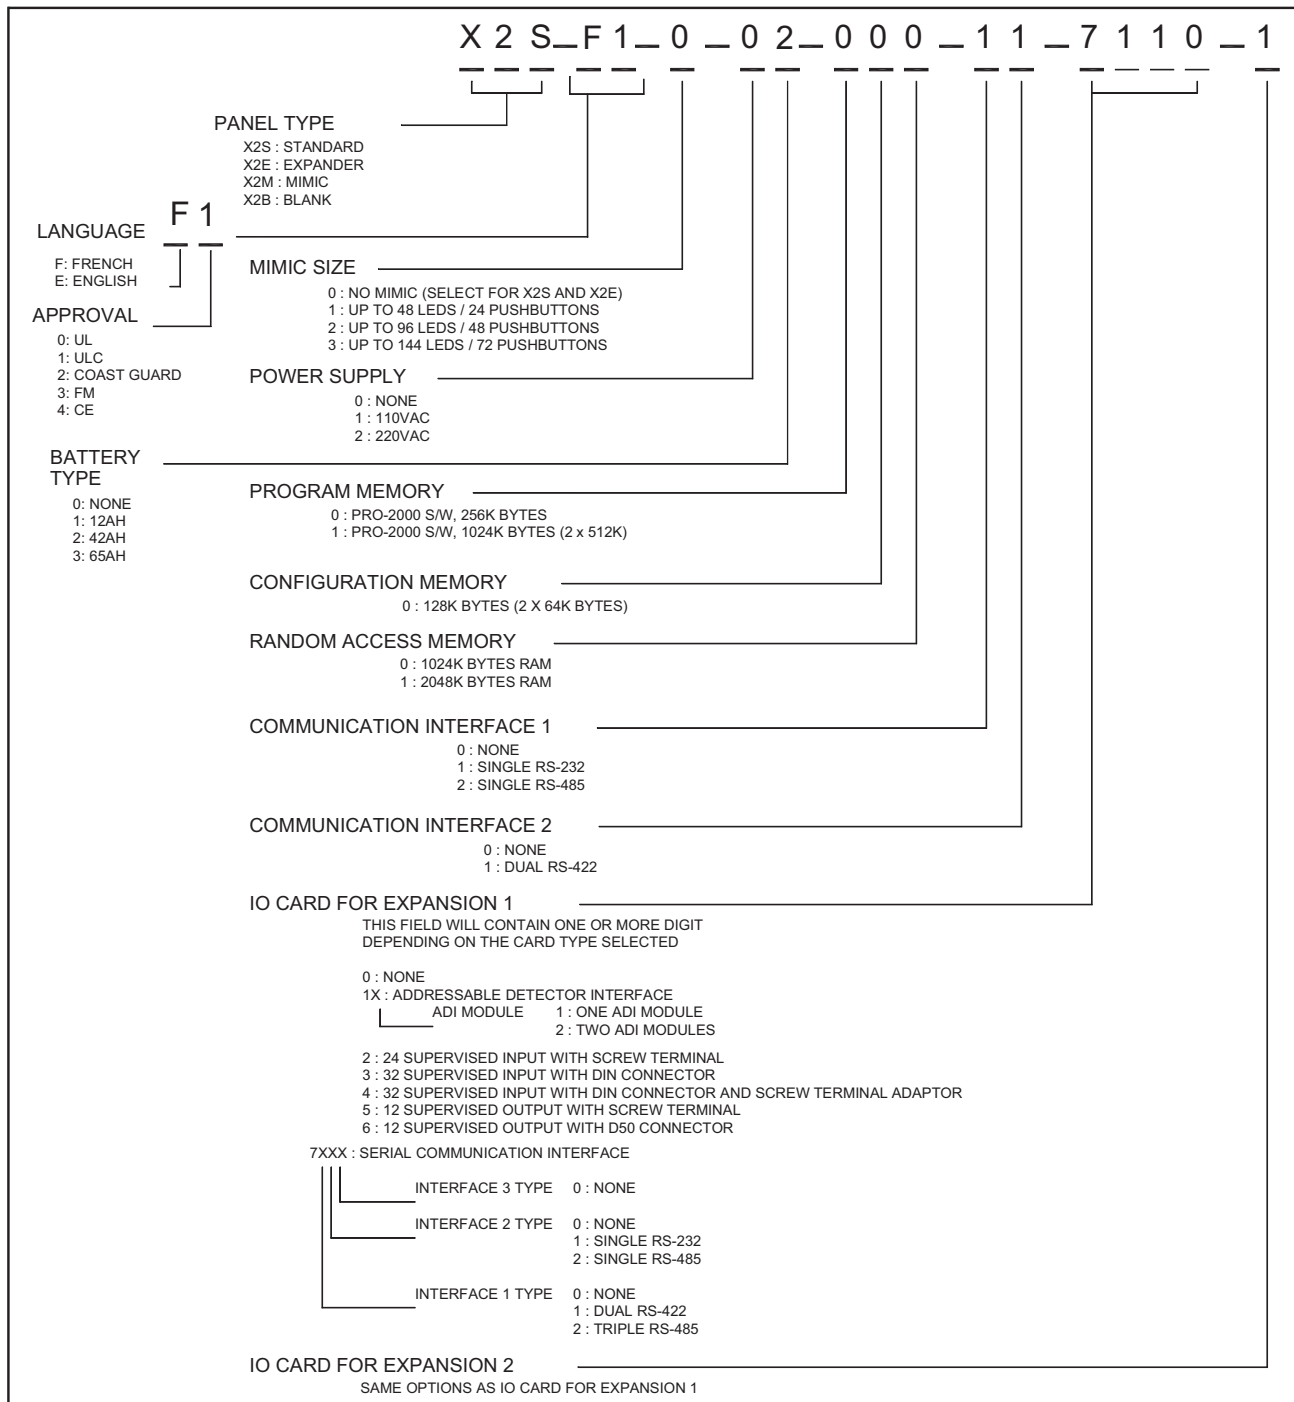 X 2 S _ F 1 _ 0 _ 0 2 _ 0 0 0 _ 1 1 _ 7 1 1 0 _ 1
PANEL TYPE
X2S : STANDARD
X2E : EXPANDER
X2M : MIMIC
X2B : BLANK
F 1
LANGUAGE
F: FRENCH
E: ENGLISH
APPROVAL
0: UL
1: ULC
2: COAST GUARD
3: FM
4: CE
MIMIC SIZE
0 : NO MIMIC (SELECT FOR X2S AND X2E)
1 : UP TO 48 LEDS / 24 PUSHBUTTONS
2 : UP TO 96 LEDS / 48 PUSHBUTTONS
3 : UP TO 144 LEDS / 72 PUSHBUTTONS
POWER SUPPLY
0 : NONE
1 : 110VAC
2 : 220VAC
BATTERY
TYPE
0: NONE
1: 12AH
2: 42AH
3: 65AH
PROGRAM MEMORY
0 : PRO-2000 S/W, 256K BYTES
1 : PRO-2000 S/W, 1024K BYTES (2 x 512K)
CONFIGURATION MEMORY
0 : 128K BYTES (2 X 64K BYTES)
RANDOM ACCESS MEMORY
0 : 1024K BYTES RAM
1 : 2048K BYTES RAM
COMMUNICATION INTERFACE 1
0 : NONE
1 : SINGLE RS-232
2 : SINGLE RS-485
COMMUNICATION INTERFACE 2
0 : NONE
1 : DUAL RS-422
IO CARD FOR EXPANSION 1
THIS FIELD WILL CONTAIN ONE OR MORE DIGIT
DEPENDING ON THE CARD TYPE SELECTED
0 : NONE
1X : ADDRESSABLE DETECTOR INTERFACE
ADI MODULE 1 : ONE ADI MODULE
2 : TWO ADI MODULES
2 : 24 SUPERVISED INPUT WITH SCREW TERMINAL
3 : 32 SUPERVISED INPUT WITH DIN CONNECTOR
4 : 32 SUPERVISED INPUT WITH DIN CONNECTOR AND SCREW TERMINAL ADAPTOR
5 : 12 SUPERVISED OUTPUT WITH SCREW TERMINAL
6 : 12 SUPERVISED OUTPUT WITH D50 CONNECTOR
7XXX : SERIAL COMMUNICATION INTERFACE
INTERFACE 3 TYPE 0 : NONE
INTERFACE 2 TYPE 0 : NONE
1 : SINGLE RS-232
2 : SINGLE RS-485
INTERFACE 1 TYPE 0 : NONE
1 : DUAL RS-422
2 : TRIPLE RS-485
IO CARD FOR EXPANSION 2
SAME OPTIONS AS IO CARD FOR EXPANSION 1